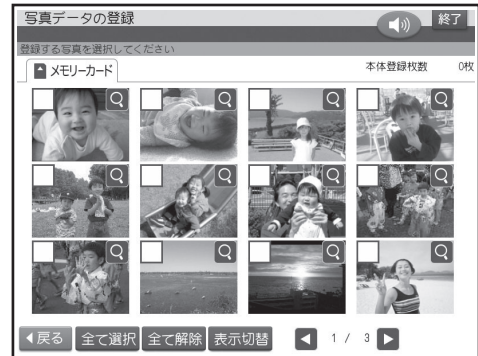 写真データの登録
終了
登録する写真を選択してください
メモリーカード
本体登録枚数 0枚
戻る 全て選択 全て解除 表示切替 1 / 3